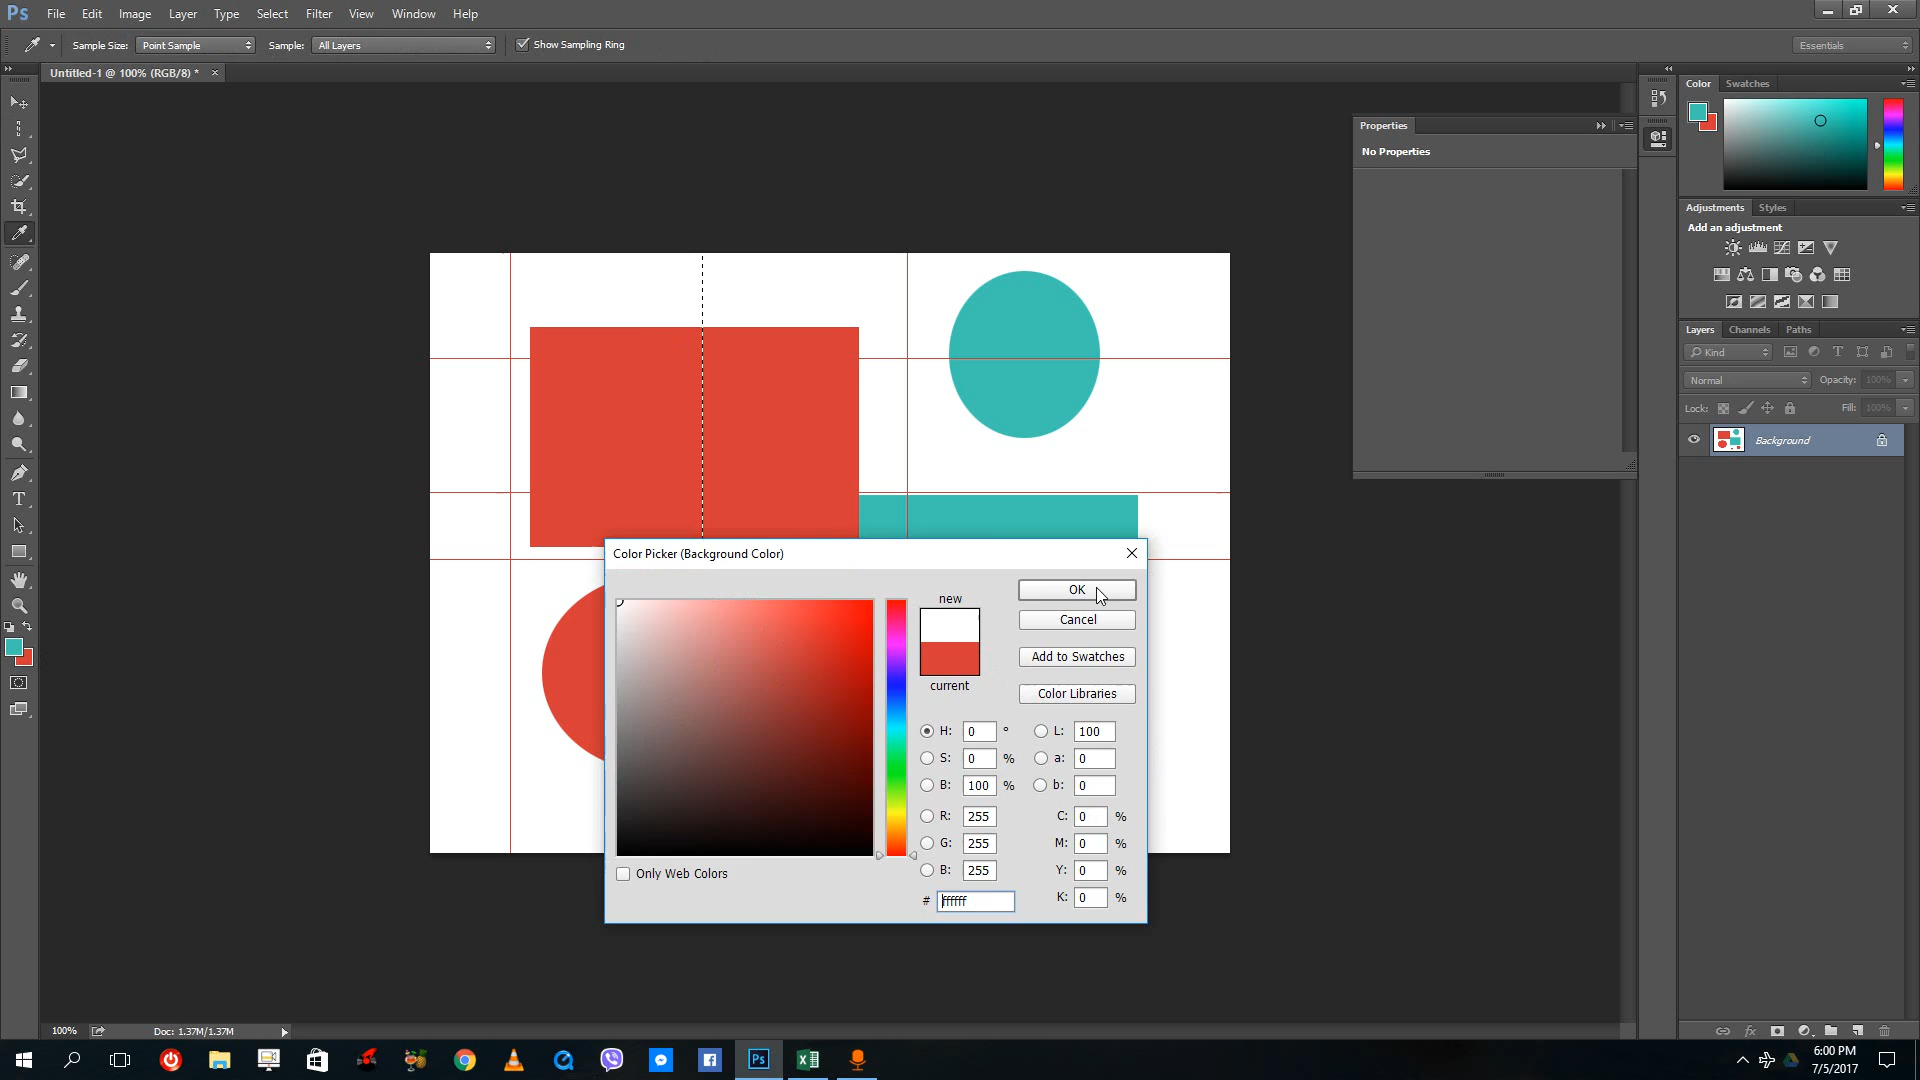 Ps File Edit Image Layer Type Select Filter View Window Help
Sample Size: Point Sample Sample: All Layers Show Sampling Ring Essentials
Untitled-1 @ 100% (RGB/8) * ×
Color Swatches
Properties
No Properties
Adjustments Styles
Add an adjustment
Layers Channels Paths
Kind
Normal Opacity: 100%
Lock: Fill: 100%
Background
Color Picker (Background Color)
new
current
OK
Cancel
Add to Swatches
Color Libraries
H: 0 ° L: 100
S: 0 % a: 0
B: 100 % b: 0
R: 255 C: 0 %
G: 255 M: 0 %
B: 255 Y: 0 %
# ffffff K: 0 %
Only Web Colors
100% Doc: 1.37M/1.37M
fx
Ps
6:00 PM
7/5/2017